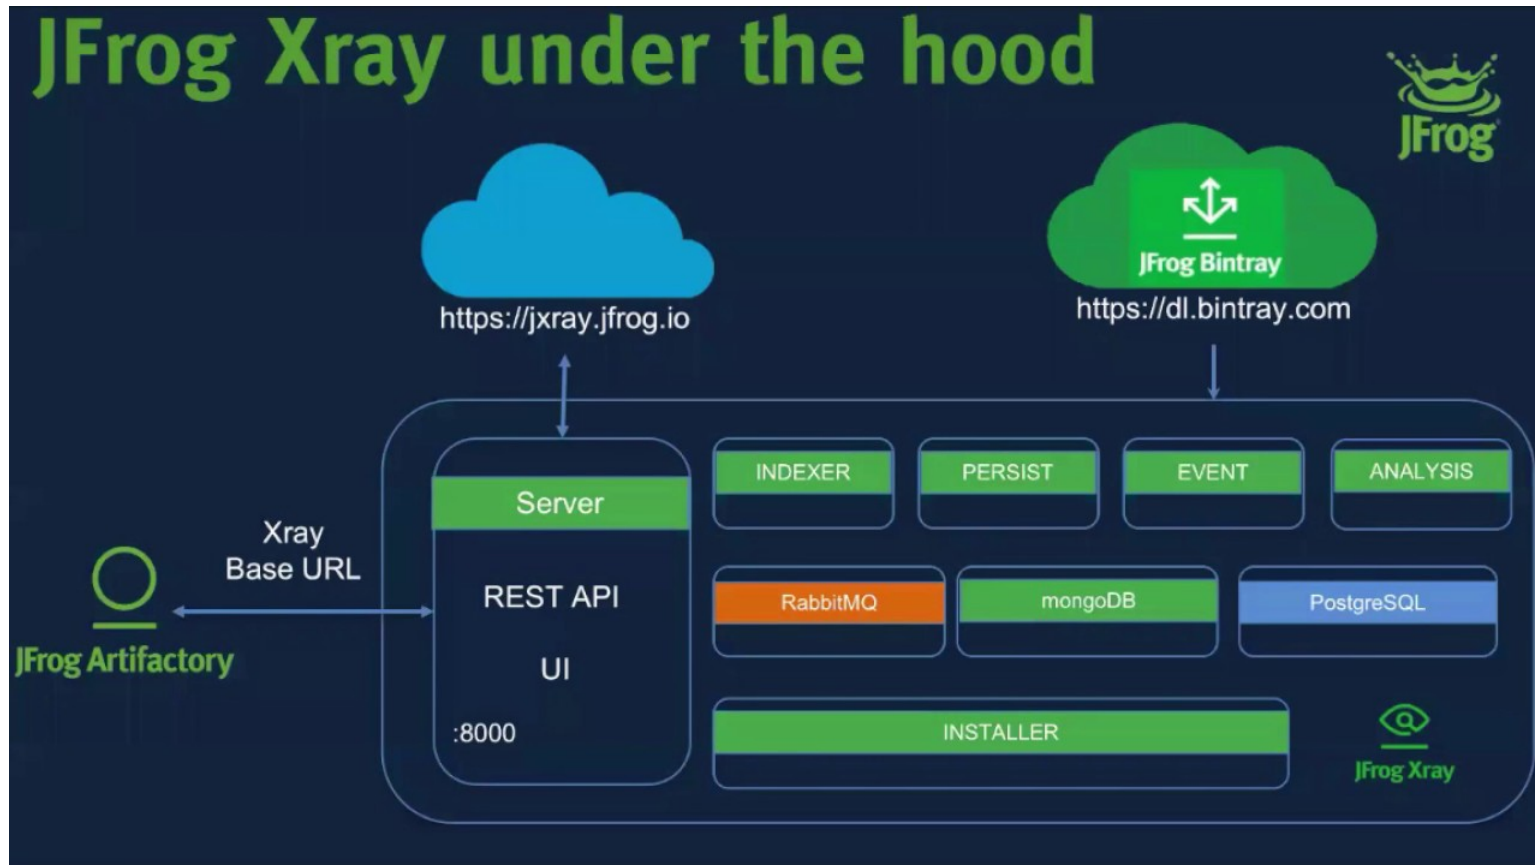 JFrog Xray under the hood
JFrog
JFrog Bintray
https://jxray.jfrog.io
https://dl.bintray.com
Server
REST API
UI
:8000
Xray
Base URL
JFrog Artifactory
INDEXER
PERSIST
EVENT
ANALYSIS
RabbitMQ
mongoDB
PostgreSQL
INSTALLER
JFrog Xray